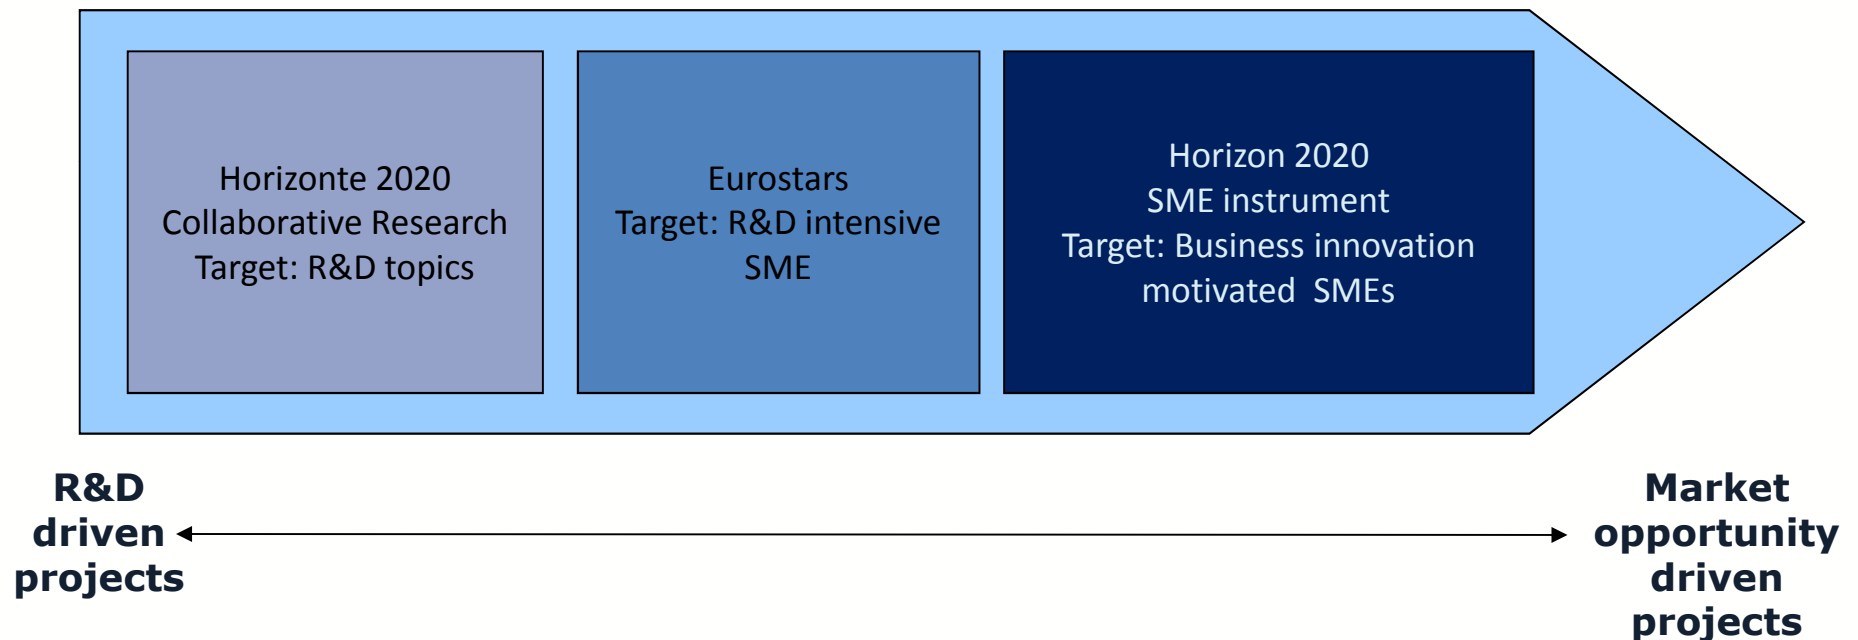 Horizonte 2020
Collaborative Research
Target: R&D topics
Eurostars
Target: R&D intensive
SME
Horizon 2020
SME instrument
Target: Business innovation
motivated  SMEs
R&D
driven
projects
Market
opportunity
driven
projects